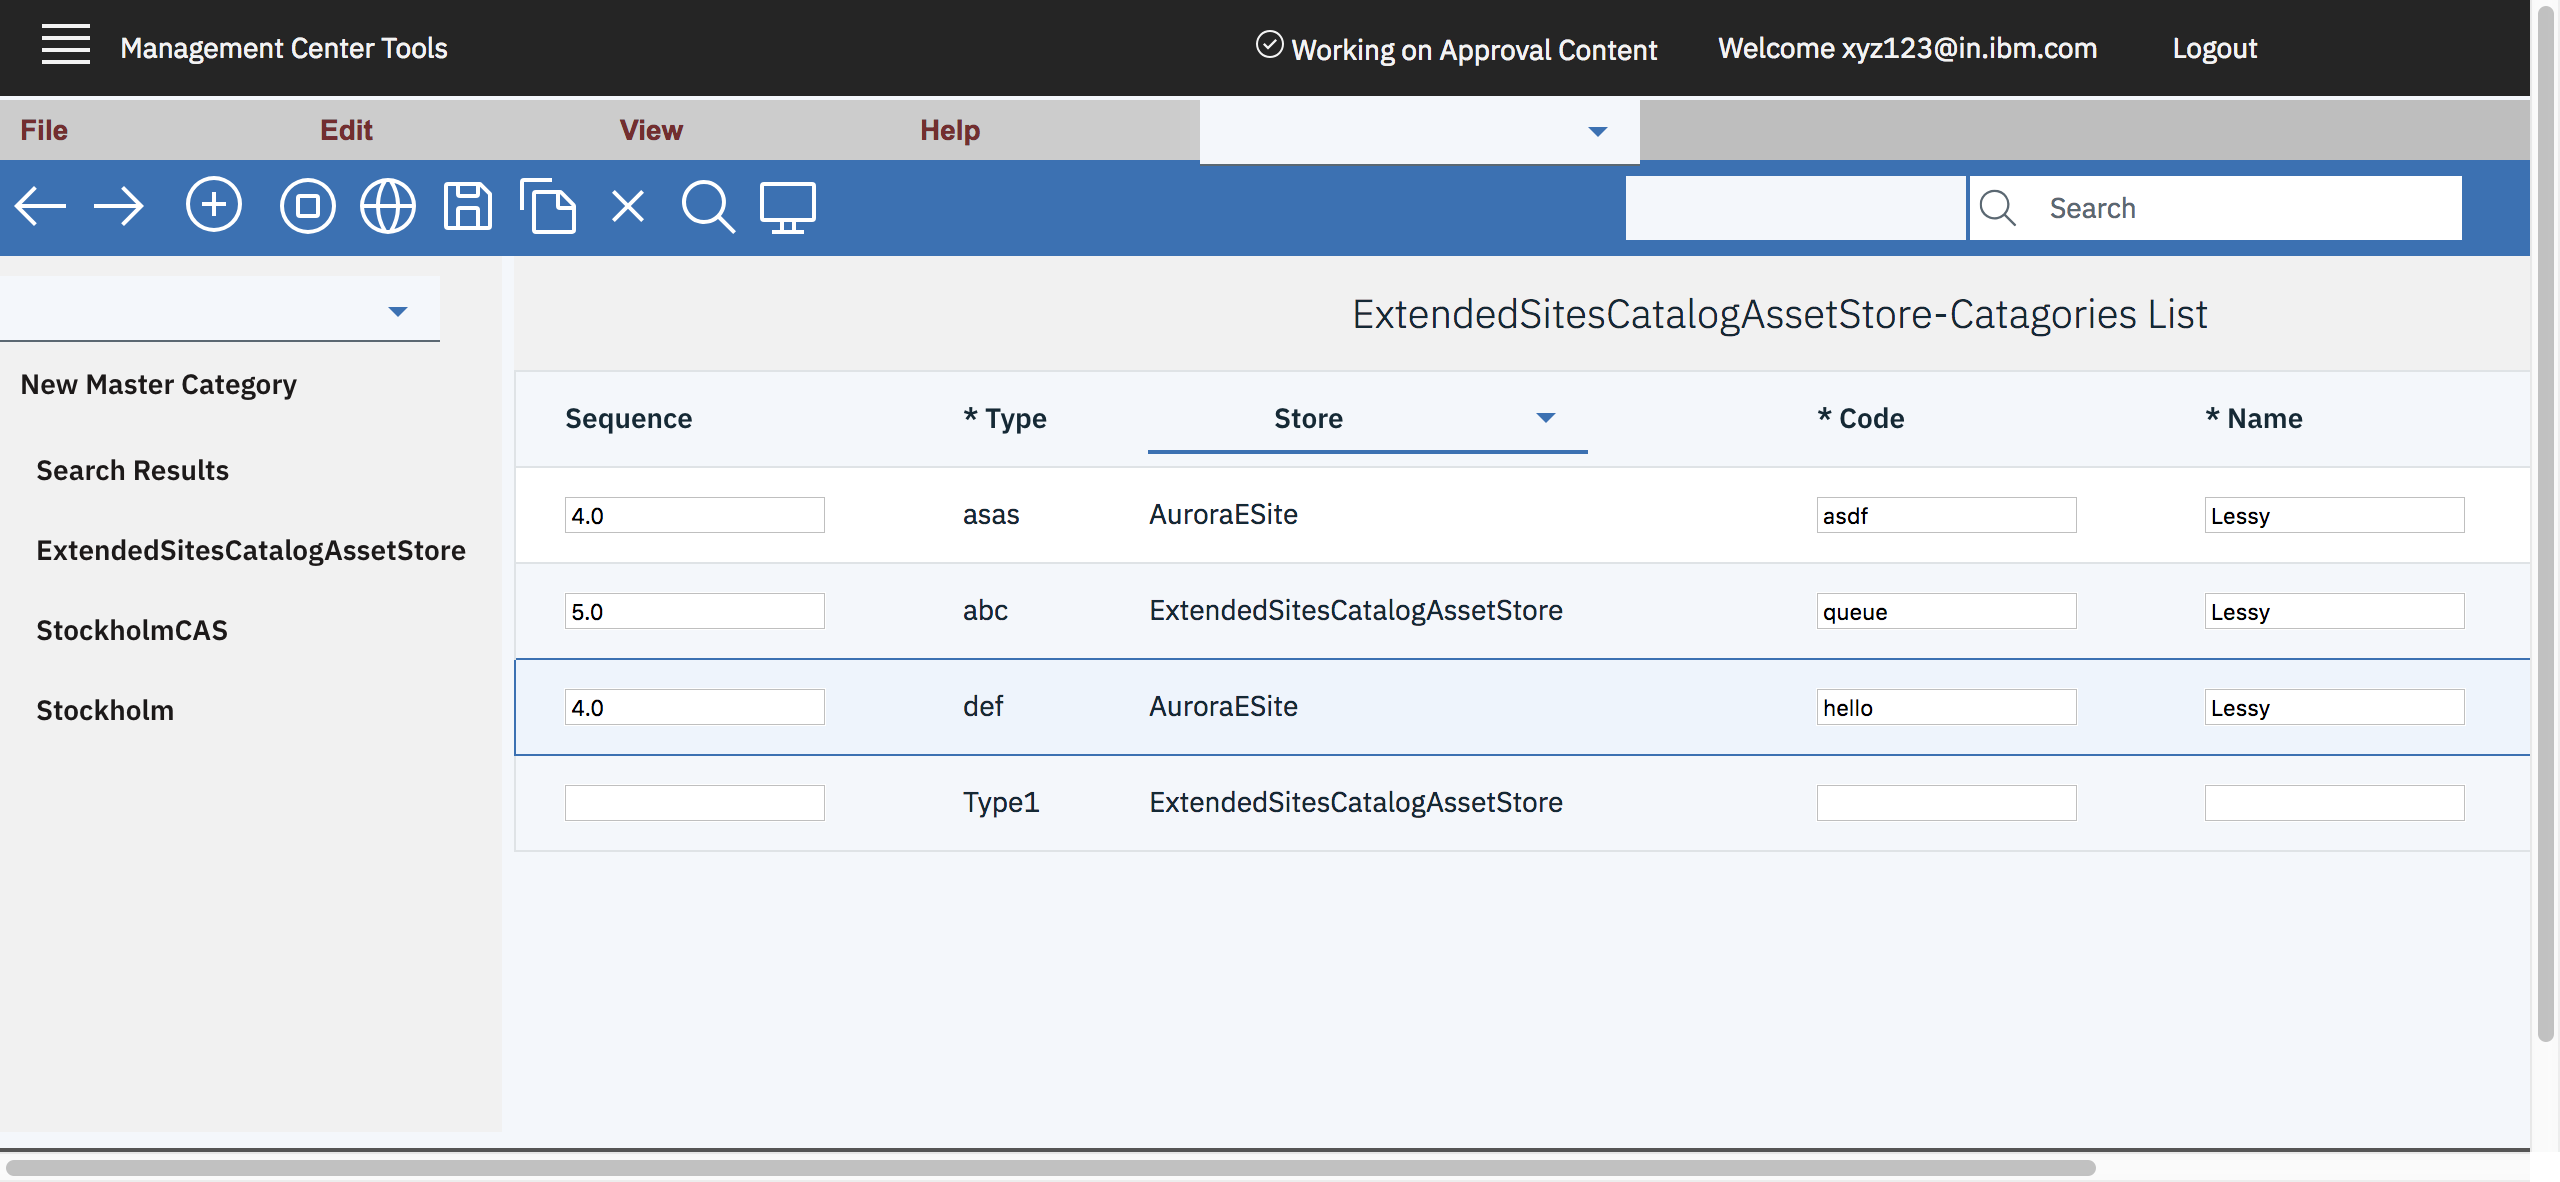 Management Center Tools
Working on Approval Content
Welcome xyz123@in.ibm.com
Logout
File Edit View Help
Search
New Master Category
Search Results
ExtendedSitesCatalogAssetStore
StockholmCAS
Stockholm
ExtendedSitesCatalogAssetStore-Catagories List
Sequence * Type Store * Code * Name
4.0 asas AuroraESite asdf Lessy
5.0 abc ExtendedSitesCatalogAssetStore queue Lessy
4.0 def AuroraESite hello Lessy
Type1 ExtendedSitesCatalogAssetStore